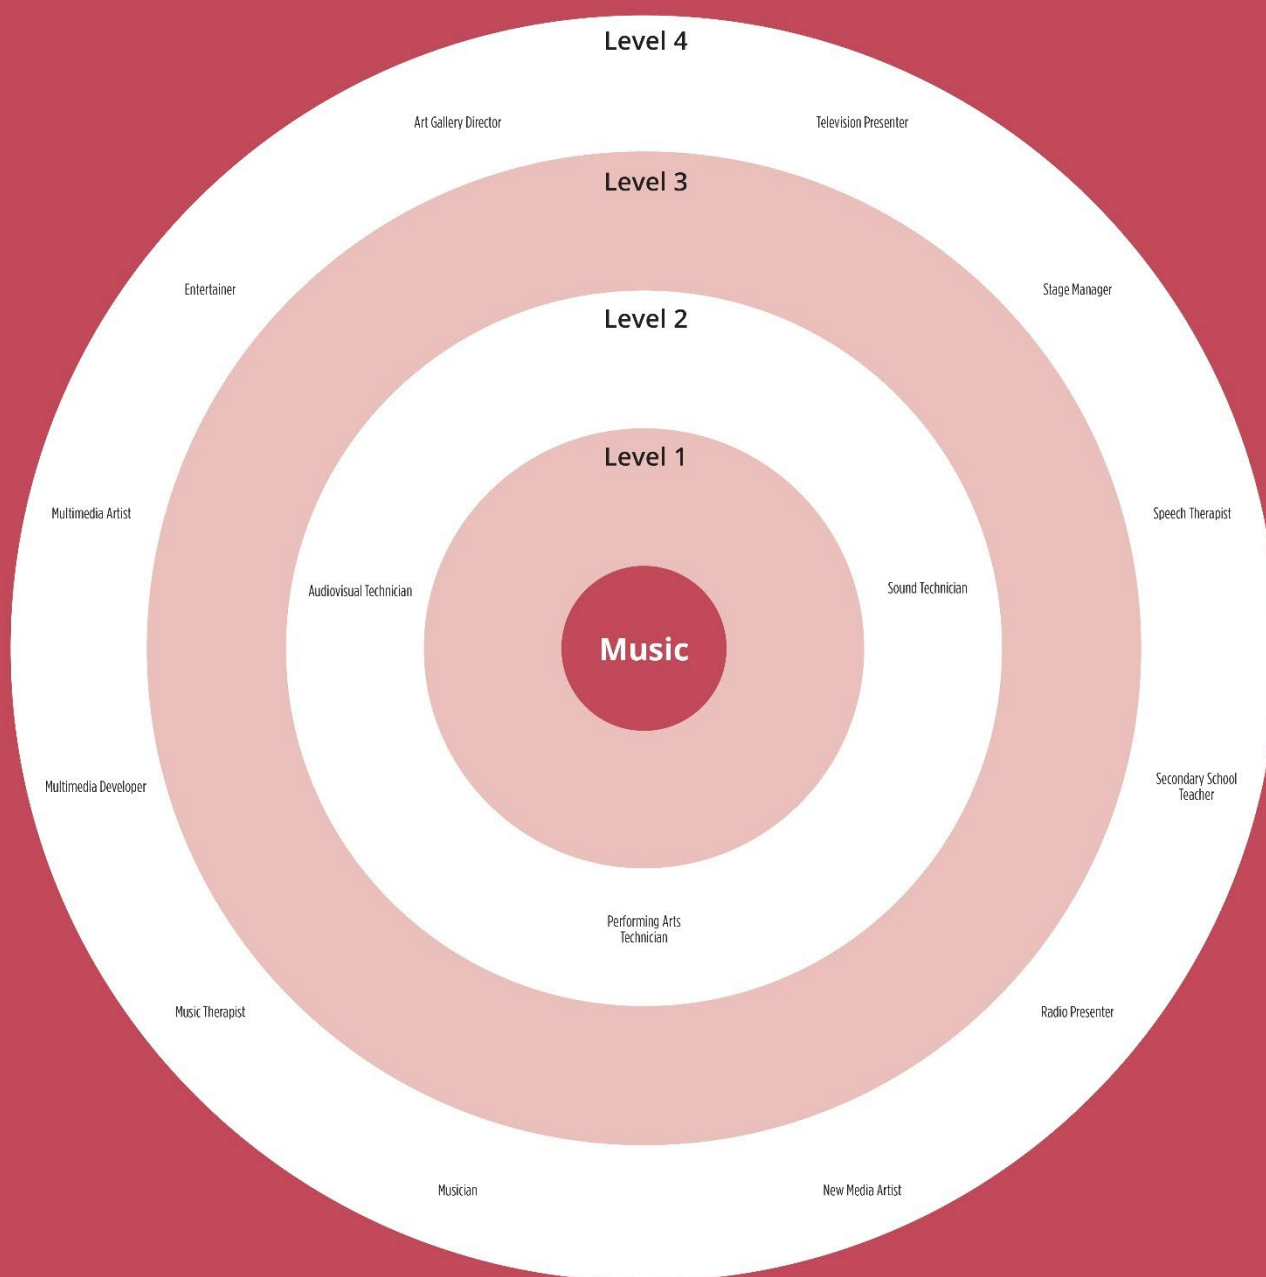 Level 4
Art Gallery Director
Television Presenter
Level 3
Entertainer
Stage Manager
Level 2
Level 1
Multimedia Artist
Speech Therapist
Audiovisual Technician
Sound Technician
Music
Multimedia Developer
Secondary School
Teacher
Performing Arts
Technician
Music Therapist
Radio Presenter
Musician
New Media Artist